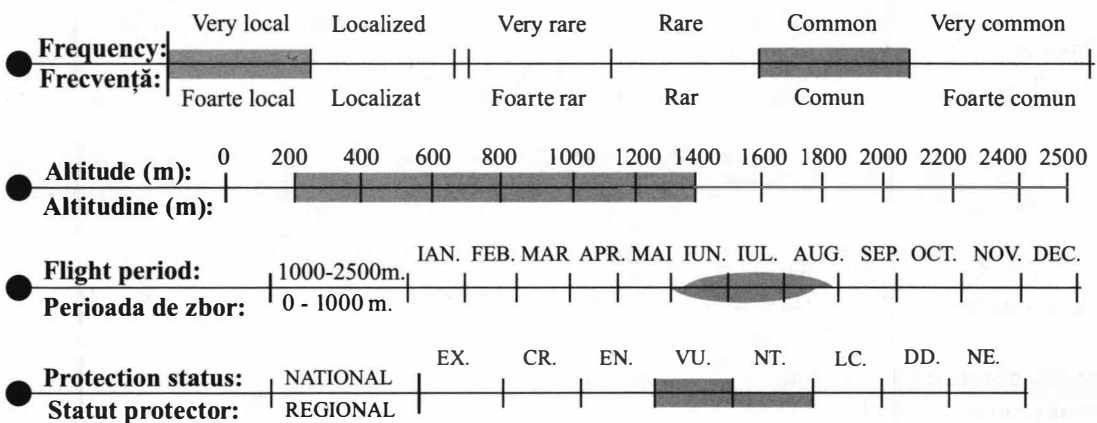 Very local Localized Very rare Rare Common Very common
Frequency:
Frecvență:
Foarte local Localizat Foarte rar Rar Comun Foarte comun
0 200 400 600 800 1000 1200 1400 1600 1800 2000 2200 2400 2500
Altitude (m):
Altitudine (m):
IAN. FEB. MAR APR. MAI IUN. IUL. AUG. SEP. OCT. NOV. DEC.
Flight period: 1000-2500m.
Perioada de zbor: 0 - 1000 m.
EX. CR. EN. VU. NT. LC. DD. NE.
Protection status: NATIONAL
Statut protector: REGIONAL